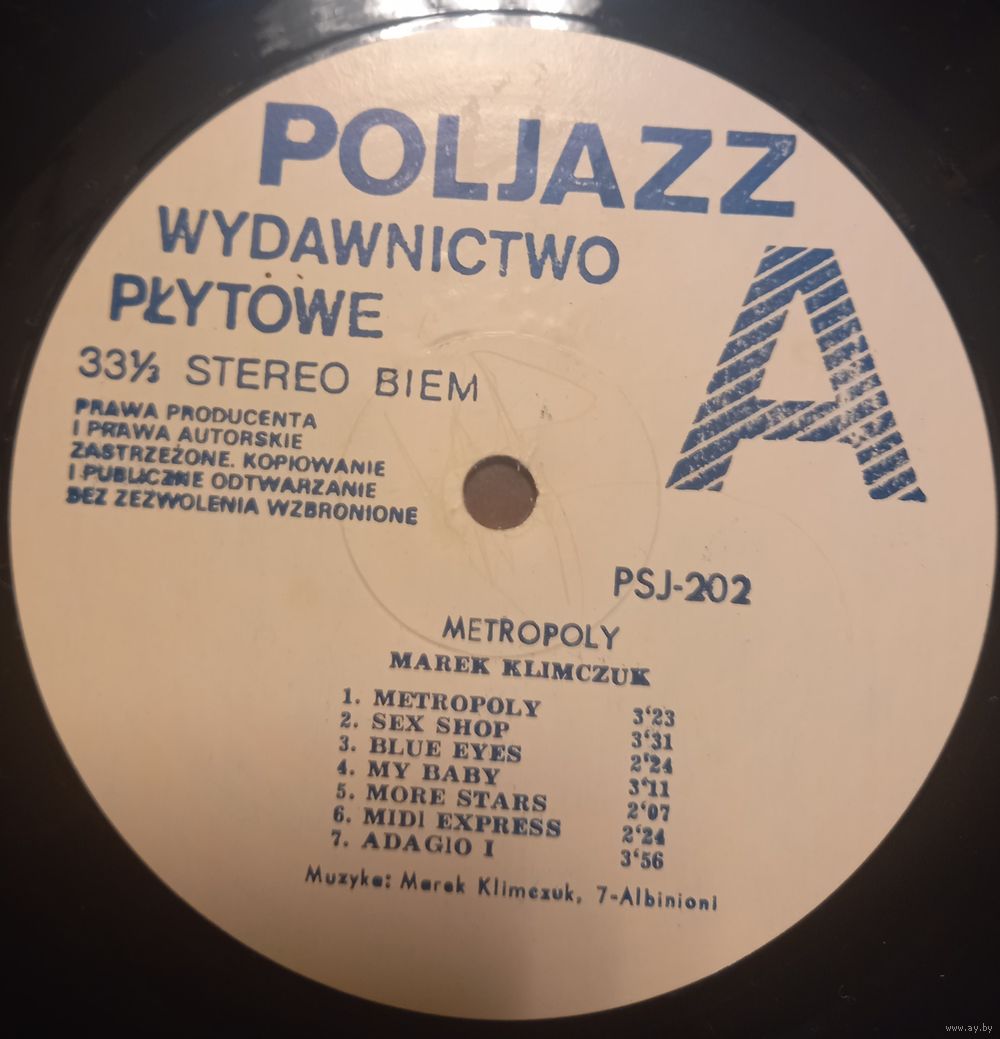 POLJAZZ
WYDAWNICTWO
PŁYTOWE
A
33⅓ STEREO BIEM
PRAWA PRODUCENTA
I PRAWA AUTORSKIE
ZASTRZEŻONE. KOPIOWANIE
I PUBLICZNE ODTWARZANIE
BEZ ZEZWOLENIA WZBRONIONE
PSJ-202
METROPOLY
MAREK KLIMCZUK
1. METROPOLY 3'23
2. SEX SHOP 3'31
3. BLUE EYES 2'24
4. MY BABY 3'11
5. MORE STARS 2'07
6. MIDI EXPRESS 2'24
7. ADAGIO I 3'56
Muzyka: Marek Klimczuk, 7-Albinioni
www.ay.by